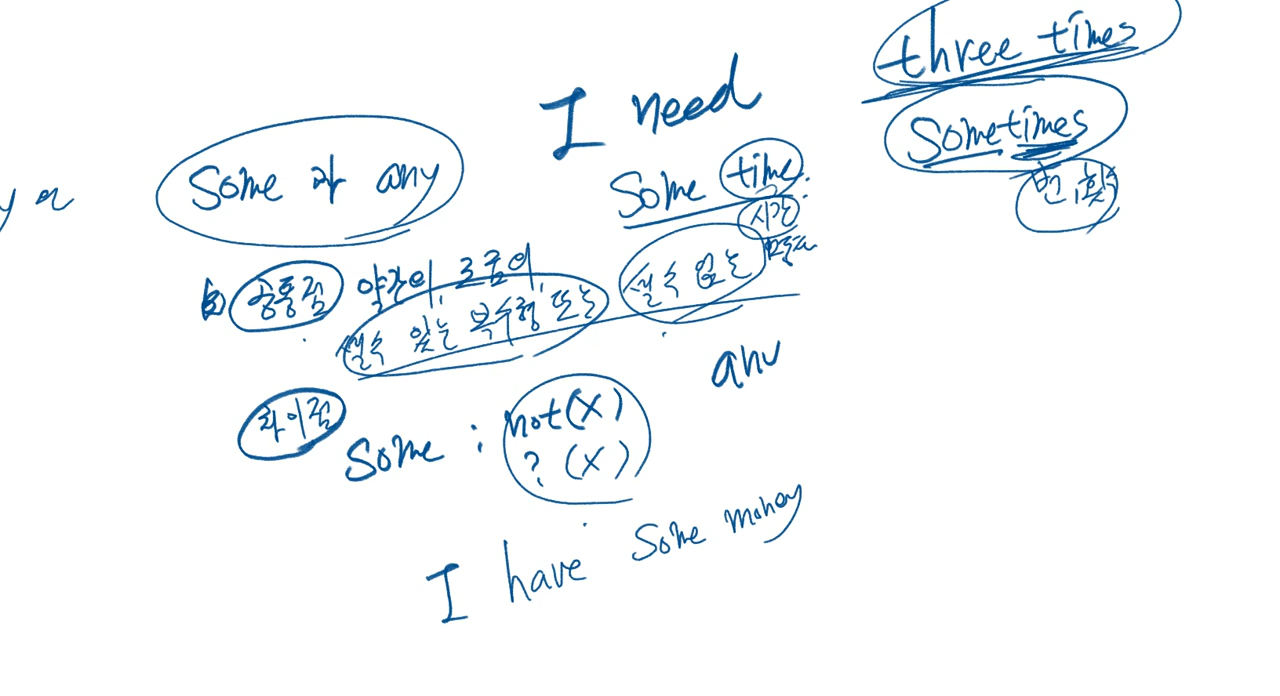 three times
I need
Sometimes
some 과 any
some time.
시간
번, 횟수
공통점 약간의, 조금의,
셀수 있는 복수형 또는 셀수 없는 명사
any
차이점
some : not(X)
? (X)
I have some money